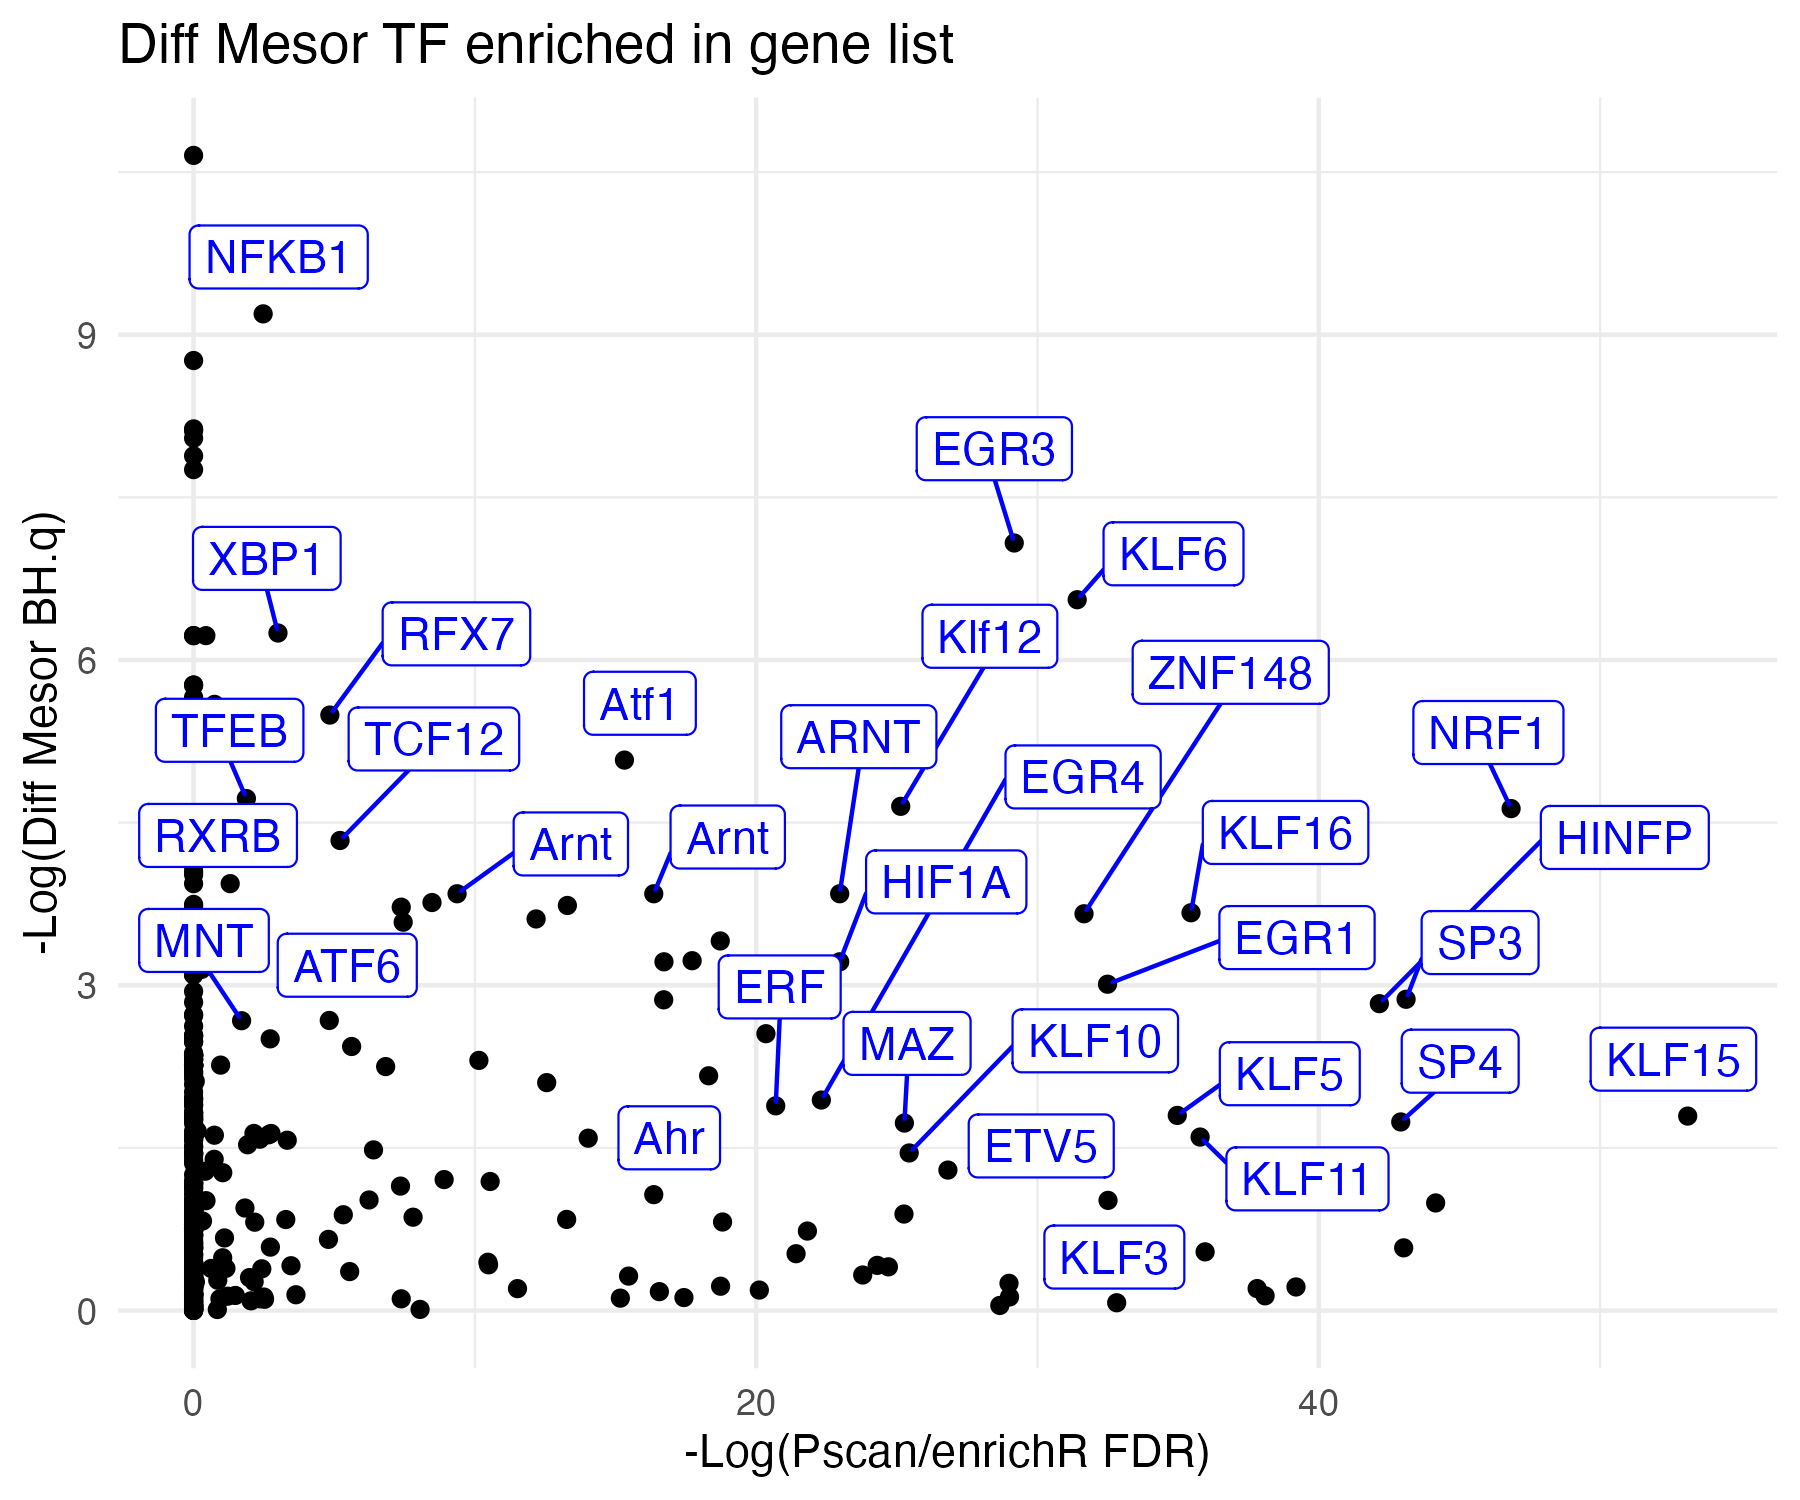 Diff Mesor TF enriched in gene list
-Log(Diff Mesor BH.q)
9
6
3
0
NFKB1
EGR3
KLF6
XBP1
RFX7
Klf12
ZNF148
Atf1
TFEB
TCF12
ARNT
NRF1
EGR4
RXRB
Arnt
Arnt
KLF16
HINFP
HIF1A
MNT
ATF6
EGR1
SP3
ERF
MAZ
KLF10
KLF5
SP4
KLF15
Ahr
ETV5
KLF11
KLF3
0
20
40
-Log(Pscan/enrichR FDR)